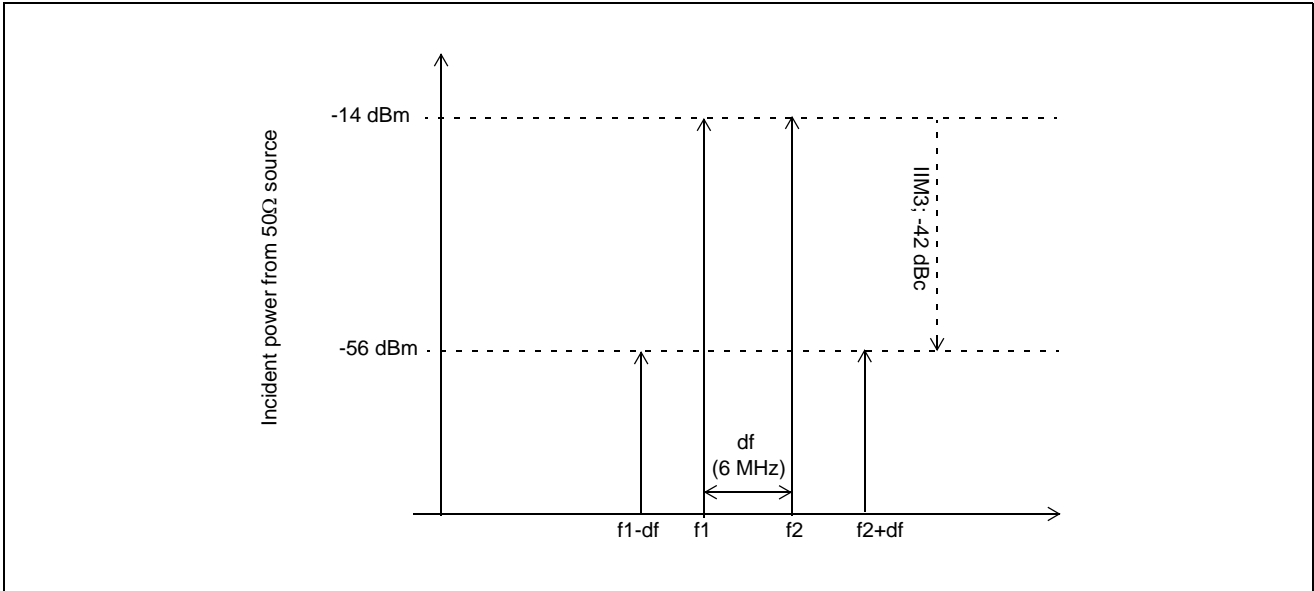 -14 dBm
Incident power from 50Ω source
IIM3; -42 dBc
-56 dBm
df
(6 MHz)
f1-df
f1
f2
f2+df